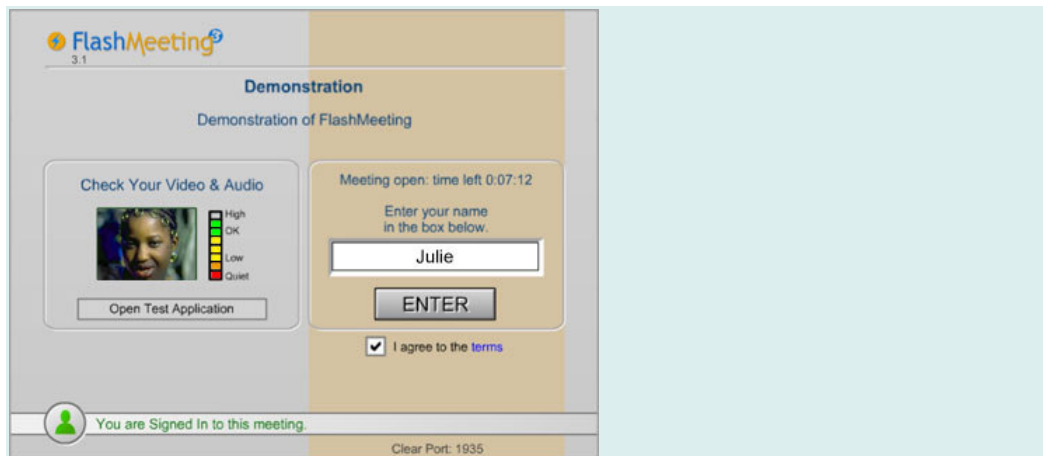 FlashMeeting3
3.1
Demonstration
Demonstration of FlashMeeting
Check Your Video & Audio
High
OK
Low
Quiet
Open Test Application
Meeting open: time left 0:07:12
Enter your name
in the box below.
Julie
ENTER
I agree to the terms
You are Signed In to this meeting.
Clear Port: 1935